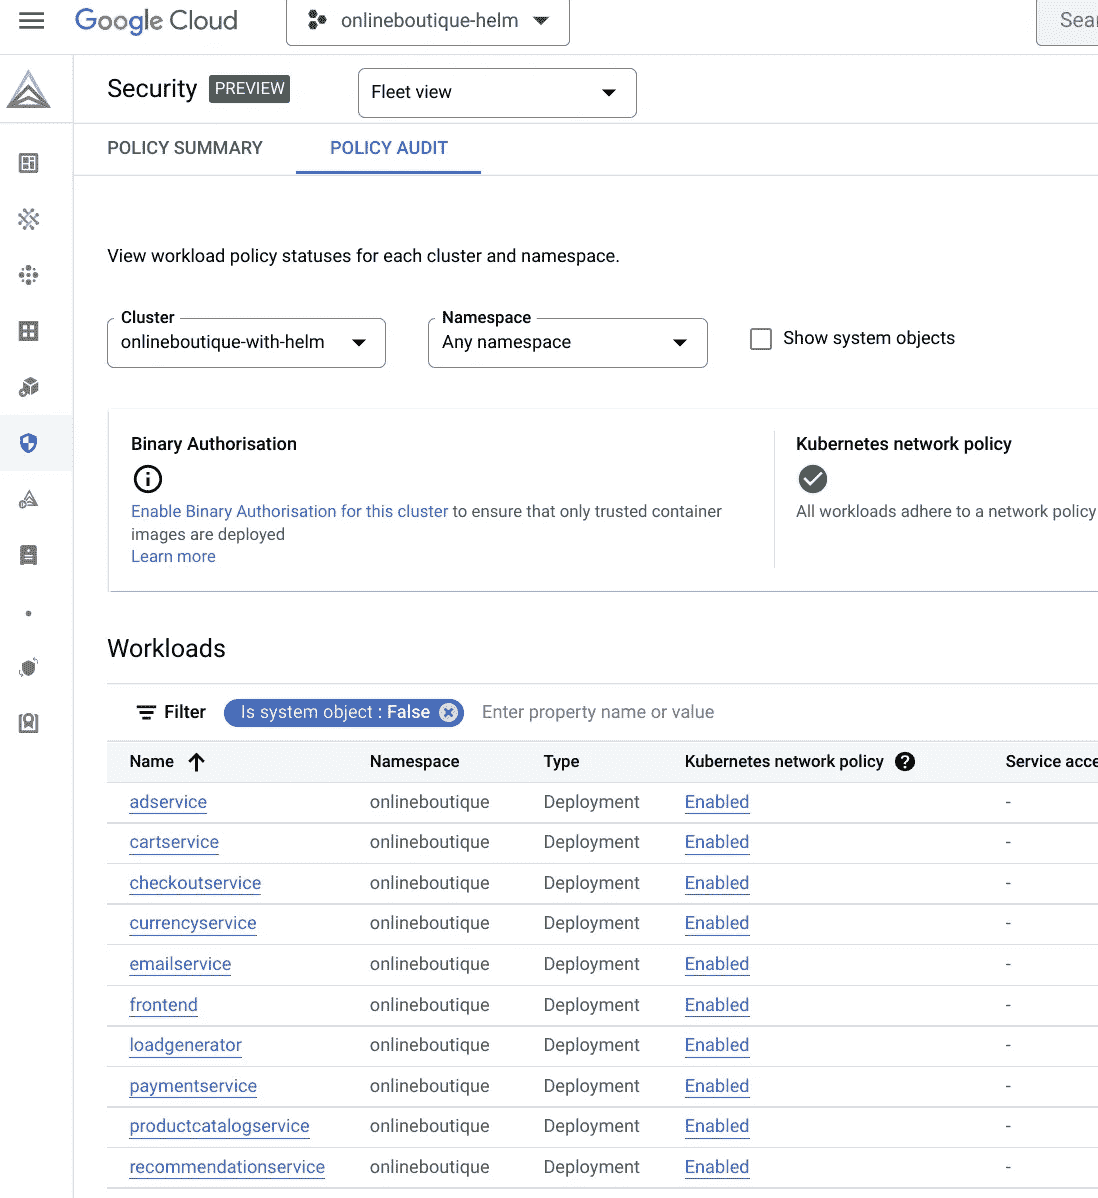 Google Cloud
onlineboutique-helm
Sear
Security
PREVIEW
Fleet view
POLICY SUMMARY
POLICY AUDIT
View workload policy statuses for each cluster and namespace.
Cluster
onlineboutique-with-helm
Namespace
Any namespace
Show system objects
Binary Authorisation
Enable Binary Authorisation for this cluster to ensure that only trusted container
images are deployed
Learn more
Kubernetes network policy
All workloads adhere to a network policy
Workloads
Filter Is system object : False Enter property name or value
Name Namespace Type Kubernetes network policy Service acce
adservice onlineboutique Deployment Enabled -
cartservice onlineboutique Deployment Enabled -
checkoutservice onlineboutique Deployment Enabled -
currencyservice onlineboutique Deployment Enabled -
emailservice onlineboutique Deployment Enabled -
frontend onlineboutique Deployment Enabled -
loadgenerator onlineboutique Deployment Enabled -
paymentservice onlineboutique Deployment Enabled -
productcatalogservice onlineboutique Deployment Enabled -
recommendationservice onlineboutique Deployment Enabled -